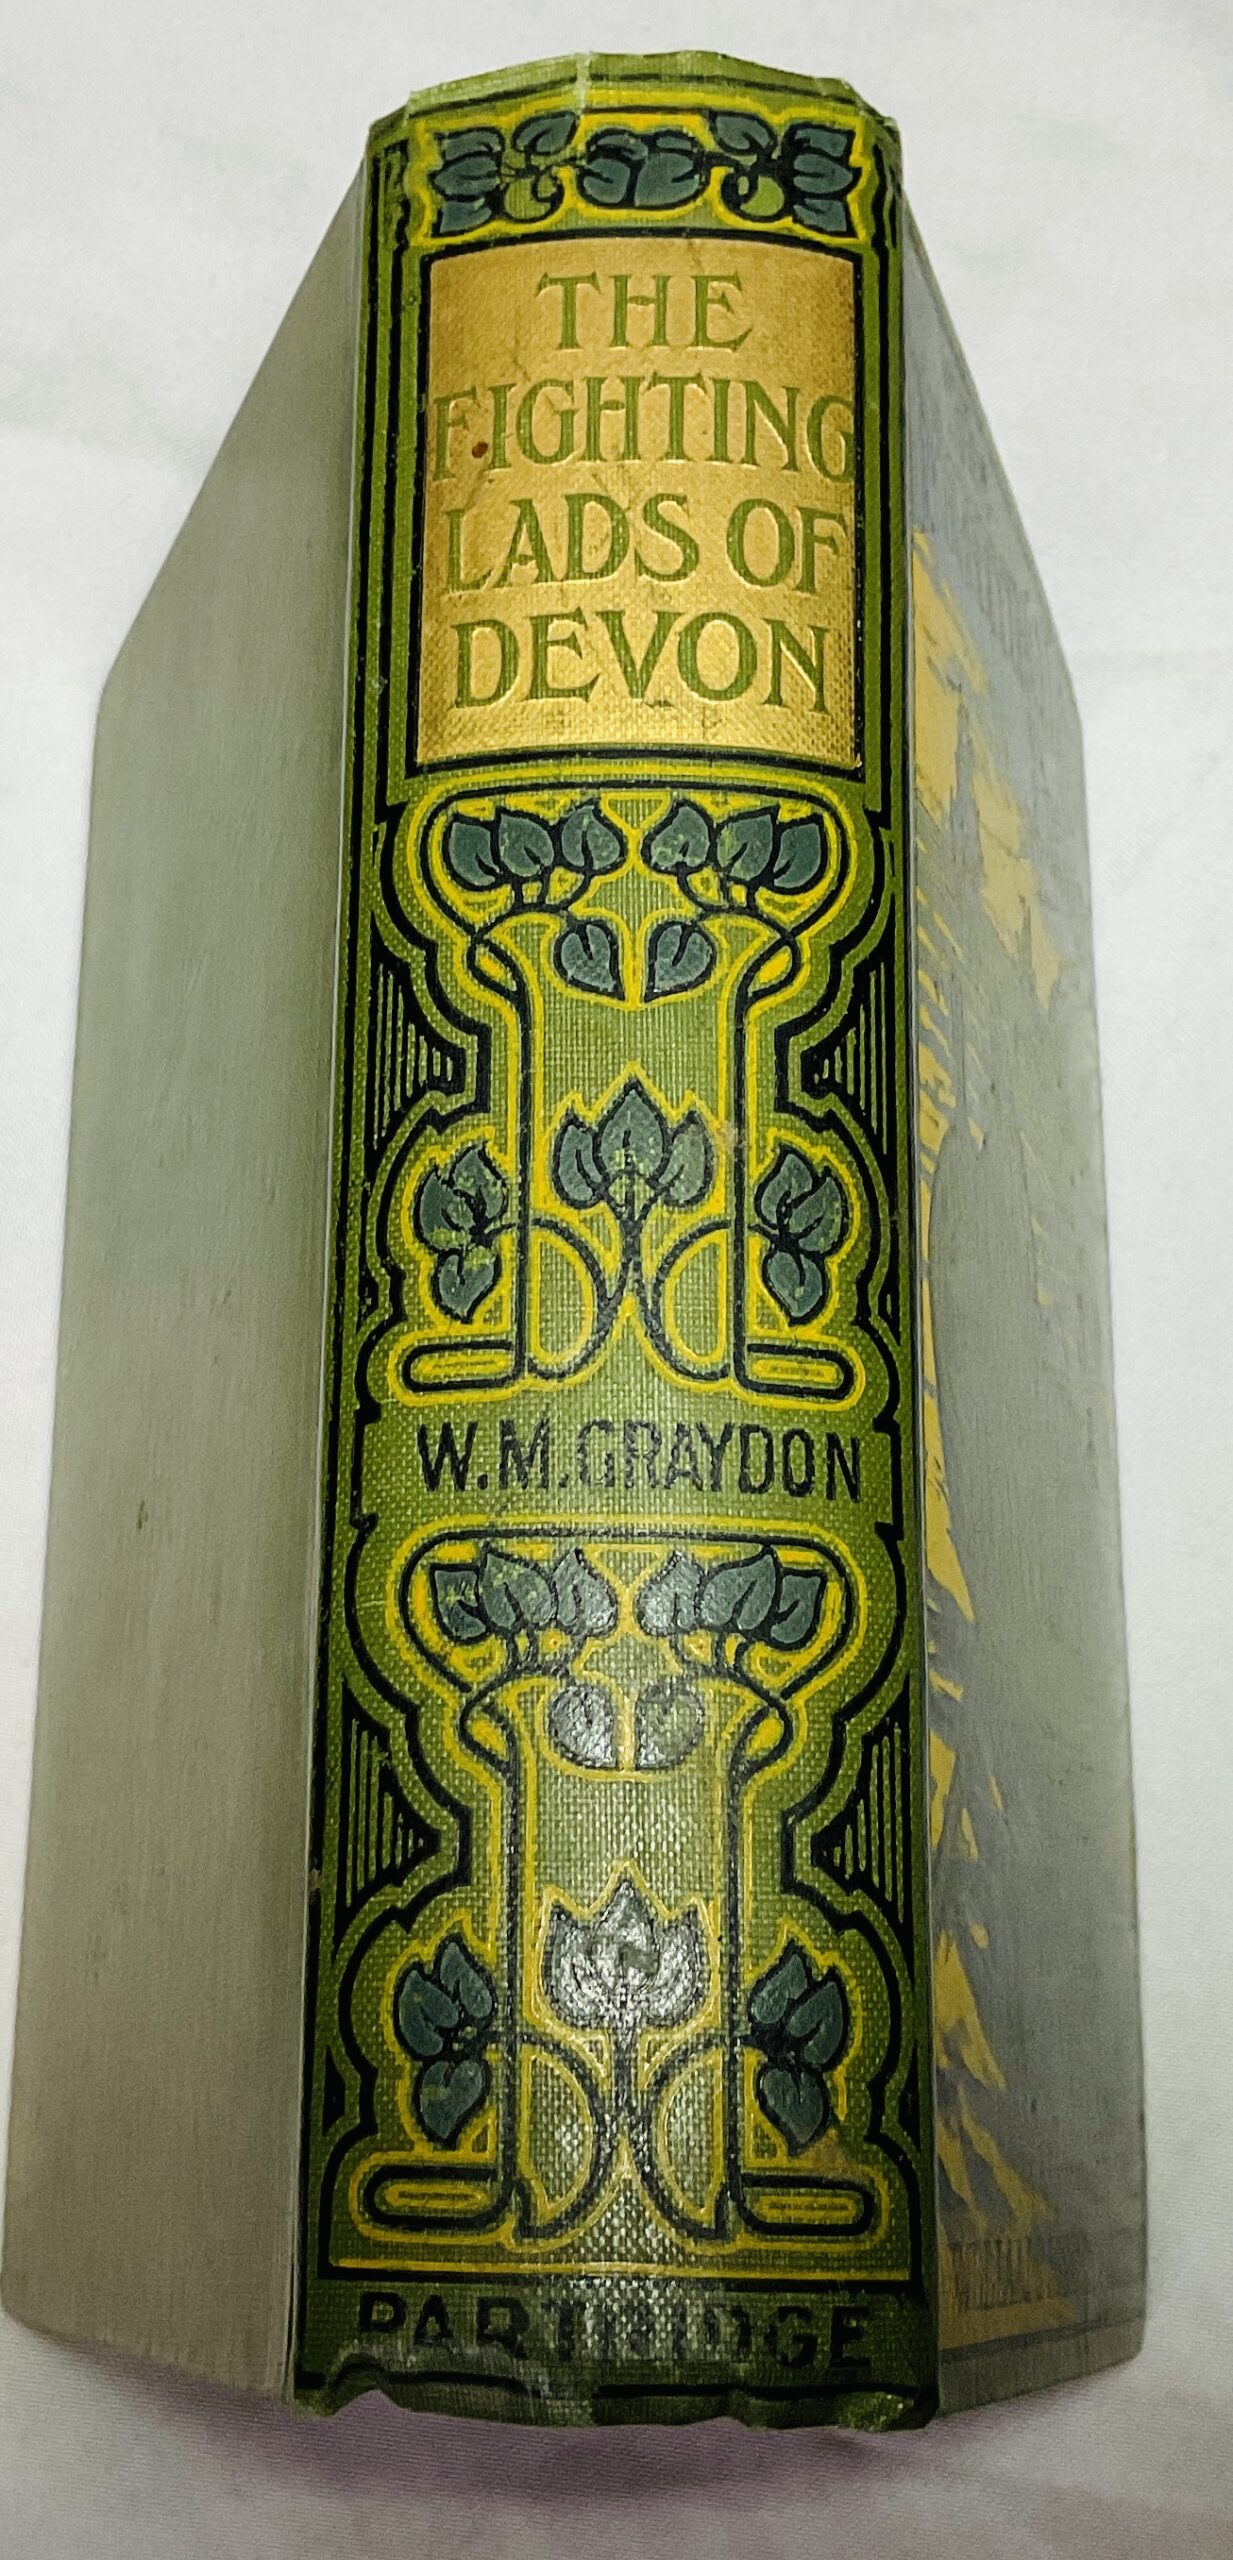 THE
FIGHTING
LADS OF
DEVON
W.M.GRAYDON
PARTRIDGE